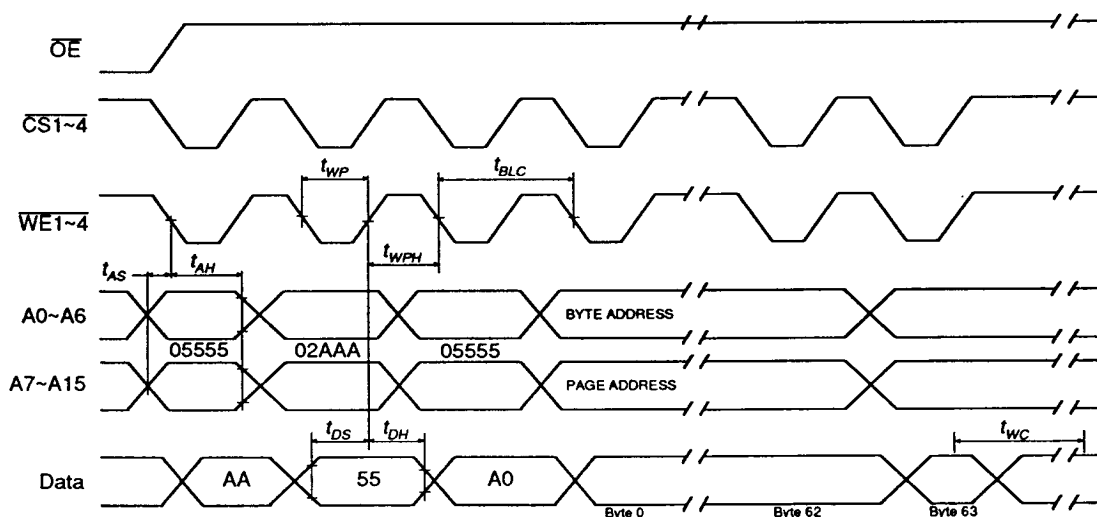 OE
CS1~4
tWP
tBLC
WE1~4
tWPH
tAS
tAH
A0~A6
BYTE ADDRESS
05555
02AAA
05555
A7~A15
PAGE ADDRESS
tDS
tDH
tWC
Data
AA
55
A0
Byte 0
Byte 62
Byte 63